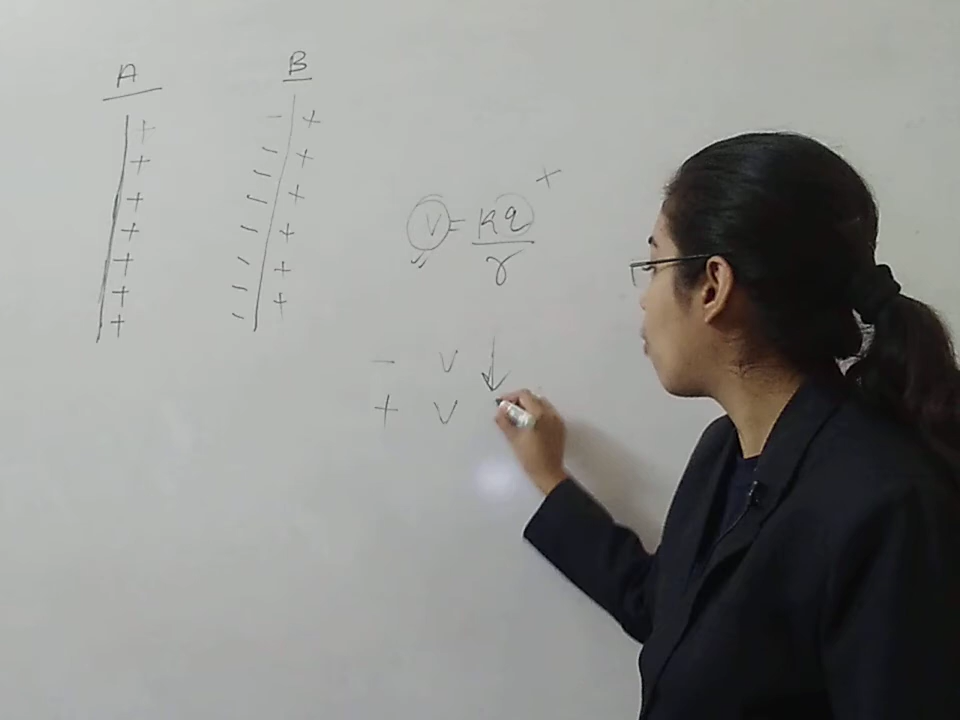 A B
+ - +
+ - +
+ - +
+ - +
+ - +
+ - +
+ -
V = Kq +
r
- V ↓
+ V